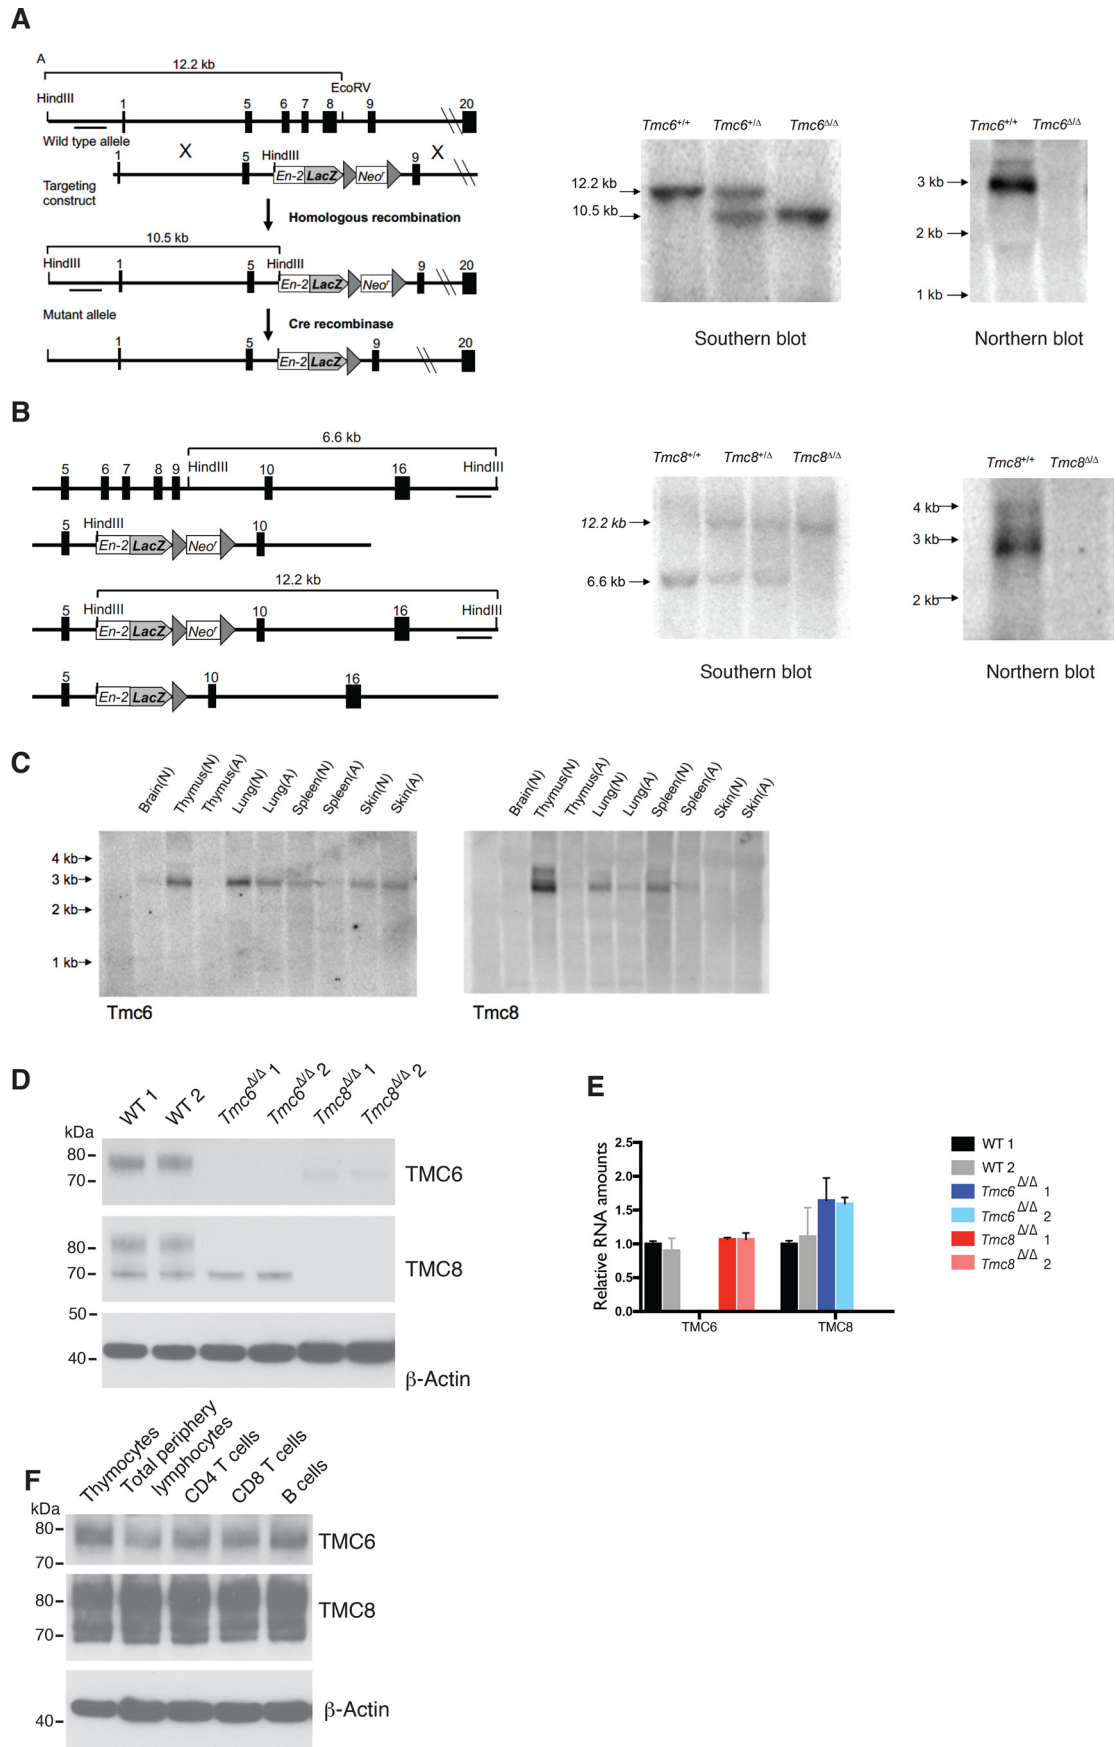 A
A
12.2 kb
HindIII
EcoRV
1 5 6 7 8 9 20
Wild type allele
1 X 5 HindIII 9 X
Targeting
construct
En-2 LacZ Neoʳ
Homologous recombination
10.5 kb
HindIII HindIII
1 5 9 20
En-2 LacZ Neoʳ
Mutant allele
Cre recombinase
1 5 9 20
En-2 LacZ
Tmc6+/+ Tmc6+/Δ Tmc6Δ/Δ
12.2 kb
10.5 kb
Southern blot
Tmc6+/+ Tmc6Δ/Δ
3 kb
2 kb
1 kb
Northern blot
B
6.6 kb
5 6 7 8 9 HindIII 10 16 HindIII
5 HindIII 10
En-2 LacZ Neoʳ
12.2 kb
5 HindIII 10 16 HindIII
En-2 LacZ Neoʳ
5 10 16
En-2 LacZ
Tmc8+/+ Tmc8+/Δ Tmc8Δ/Δ
12.2 kb
6.6 kb
Southern blot
Tmc8+/+ Tmc8Δ/Δ
4 kb
3 kb
2 kb
Northern blot
C
Brain(N) Thymus(N) Thymus(A) Lung(N) Lung(A) Spleen(N) Spleen(A) Skin(N) Skin(A)
4 kb
3 kb
2 kb
1 kb
Tmc6
Brain(N) Thymus(N) Thymus(A) Lung(N) Lung(A) Spleen(N) Spleen(A) Skin(N) Skin(A)
Tmc8
D
WT 1 WT 2 Tmc6Δ/Δ 1 Tmc6Δ/Δ 2 Tmc8Δ/Δ 1 Tmc8Δ/Δ 2
kDa
80
70
TMC6
80
70
TMC8
50
40
β-Actin
E
Relative RNA amounts
2.5
2.0
1.5
1.0
0.5
0.0
TMC6 TMC8
WT 1
WT 2
Tmc6 Δ/Δ 1
Tmc6 Δ/Δ 2
Tmc8 Δ/Δ 1
Tmc8 Δ/Δ 2
F
Thymocytes
Total periphery
lymphocytes
CD4 T cells
CD8 T cells
B cells
kDa
80
70
TMC6
80
70
TMC8
40
β-Actin